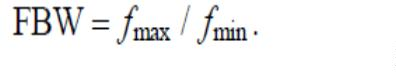 FBW = fmax / fmin.